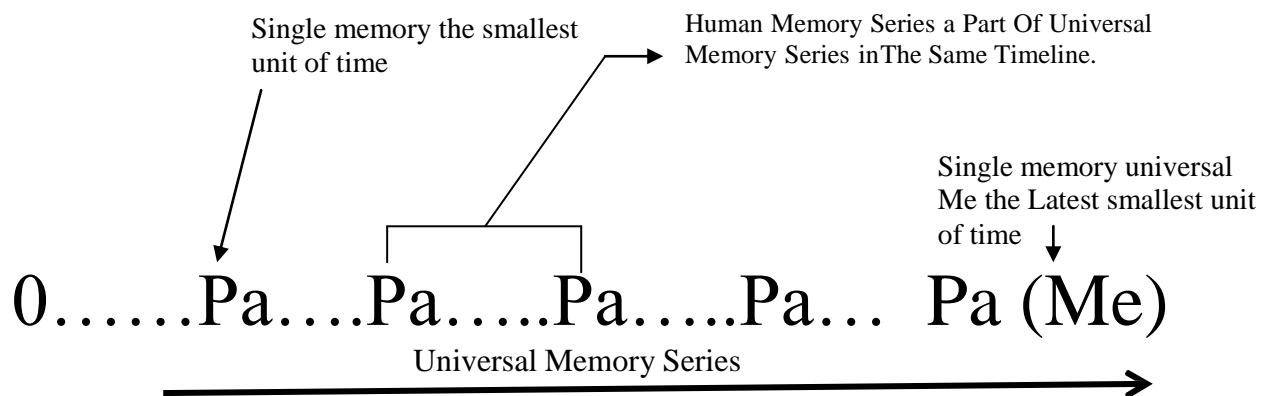 Single memory the smallest
unit of time
Human Memory Series a Part Of Universal
Memory Series inThe Same Timeline.
Single memory universal
Me the Latest smallest unit
of time
0......Pa....Pa.....Pa.....Pa... Pa (Me)
Universal Memory Series